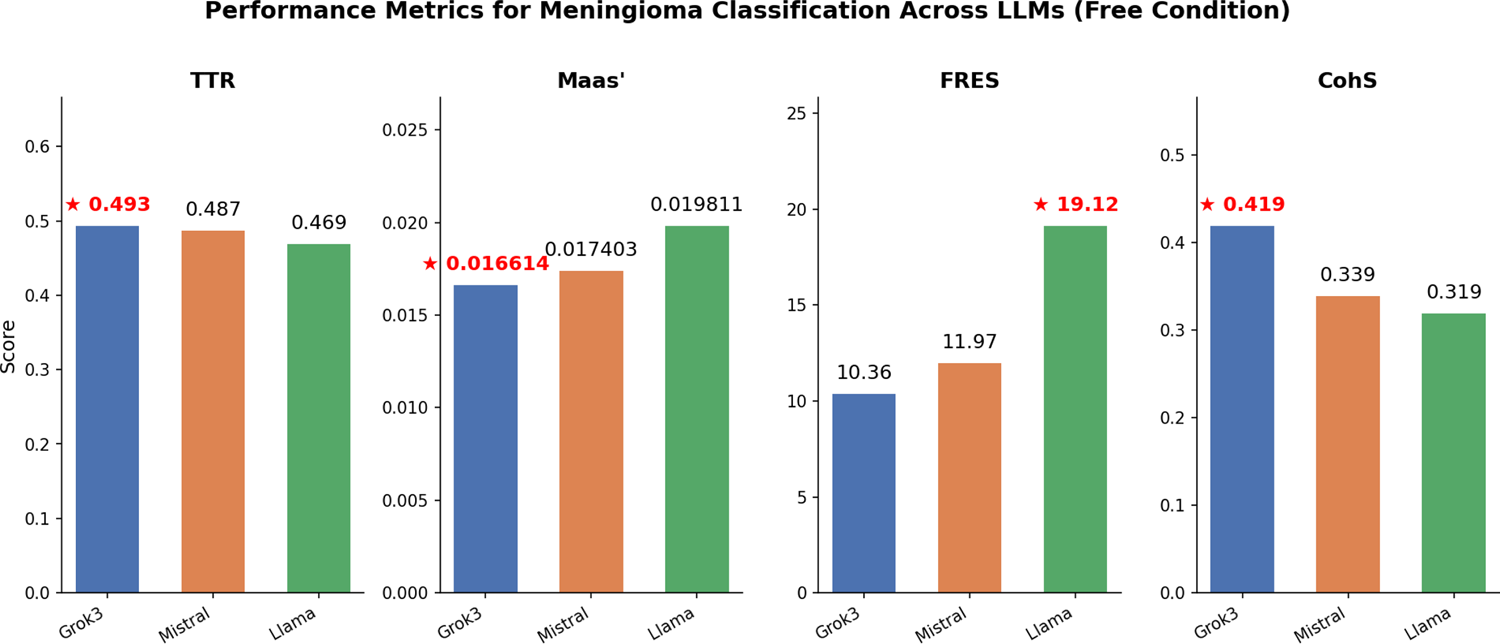 Performance Metrics for Meningioma Classification Across LLMs (Free Condition)
TTR
Score
0.6
0.5
0.4
0.3
0.2
0.1
0.0
★ 0.493
0.487
0.469
Grok3
Mistral
Llama
Maas'
0.025
0.020
0.015
0.010
0.005
0.000
★ 0.016614
0.017403
0.019811
Grok3
Mistral
Llama
FRES
25
20
15
10
5
0
10.36
11.97
★ 19.12
Grok3
Mistral
Llama
CohS
0.5
0.4
0.3
0.2
0.1
0.0
★ 0.419
0.339
0.319
Grok3
Mistral
Llama